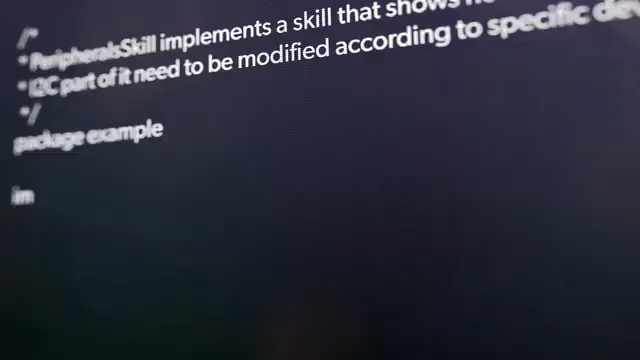 /*
* PeripheralsSkill implements a skill that shows
* I2C part of it need to be modified according to specific
*/
package example
im